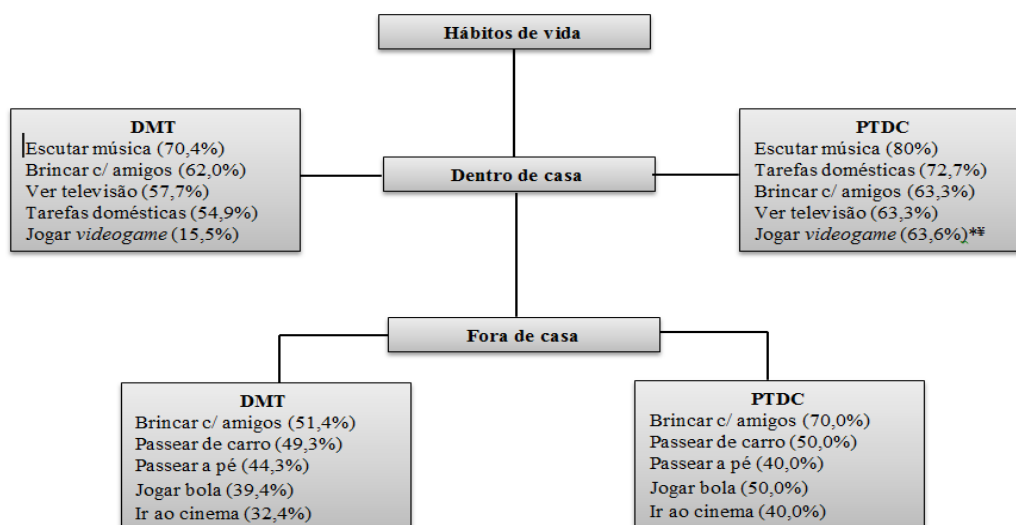 Hábitos de vida
DMT
Escutar música (70,4%)
Brincar c/ amigos (62,0%)
Ver televisão (57,7%)
Tarefas domésticas (54,9%)
Jogar videogame (15,5%)
Dentro de casa
PTDC
Escutar música (80%)
Tarefas domésticas (72,7%)
Brincar c/ amigos (63,3%)
Ver televisão (63,3%)
Jogar videogame (63,6%)*¥
Fora de casa
DMT
Brincar c/ amigos (51,4%)
Passear de carro (49,3%)
Passear a pé (44,3%)
Jogar bola (39,4%)
Ir ao cinema (32,4%)
PTDC
Brincar c/ amigos (70,0%)
Passear de carro (50,0%)
Passear a pé (40,0%)
Jogar bola (50,0%)
Ir ao cinema (40,0%)